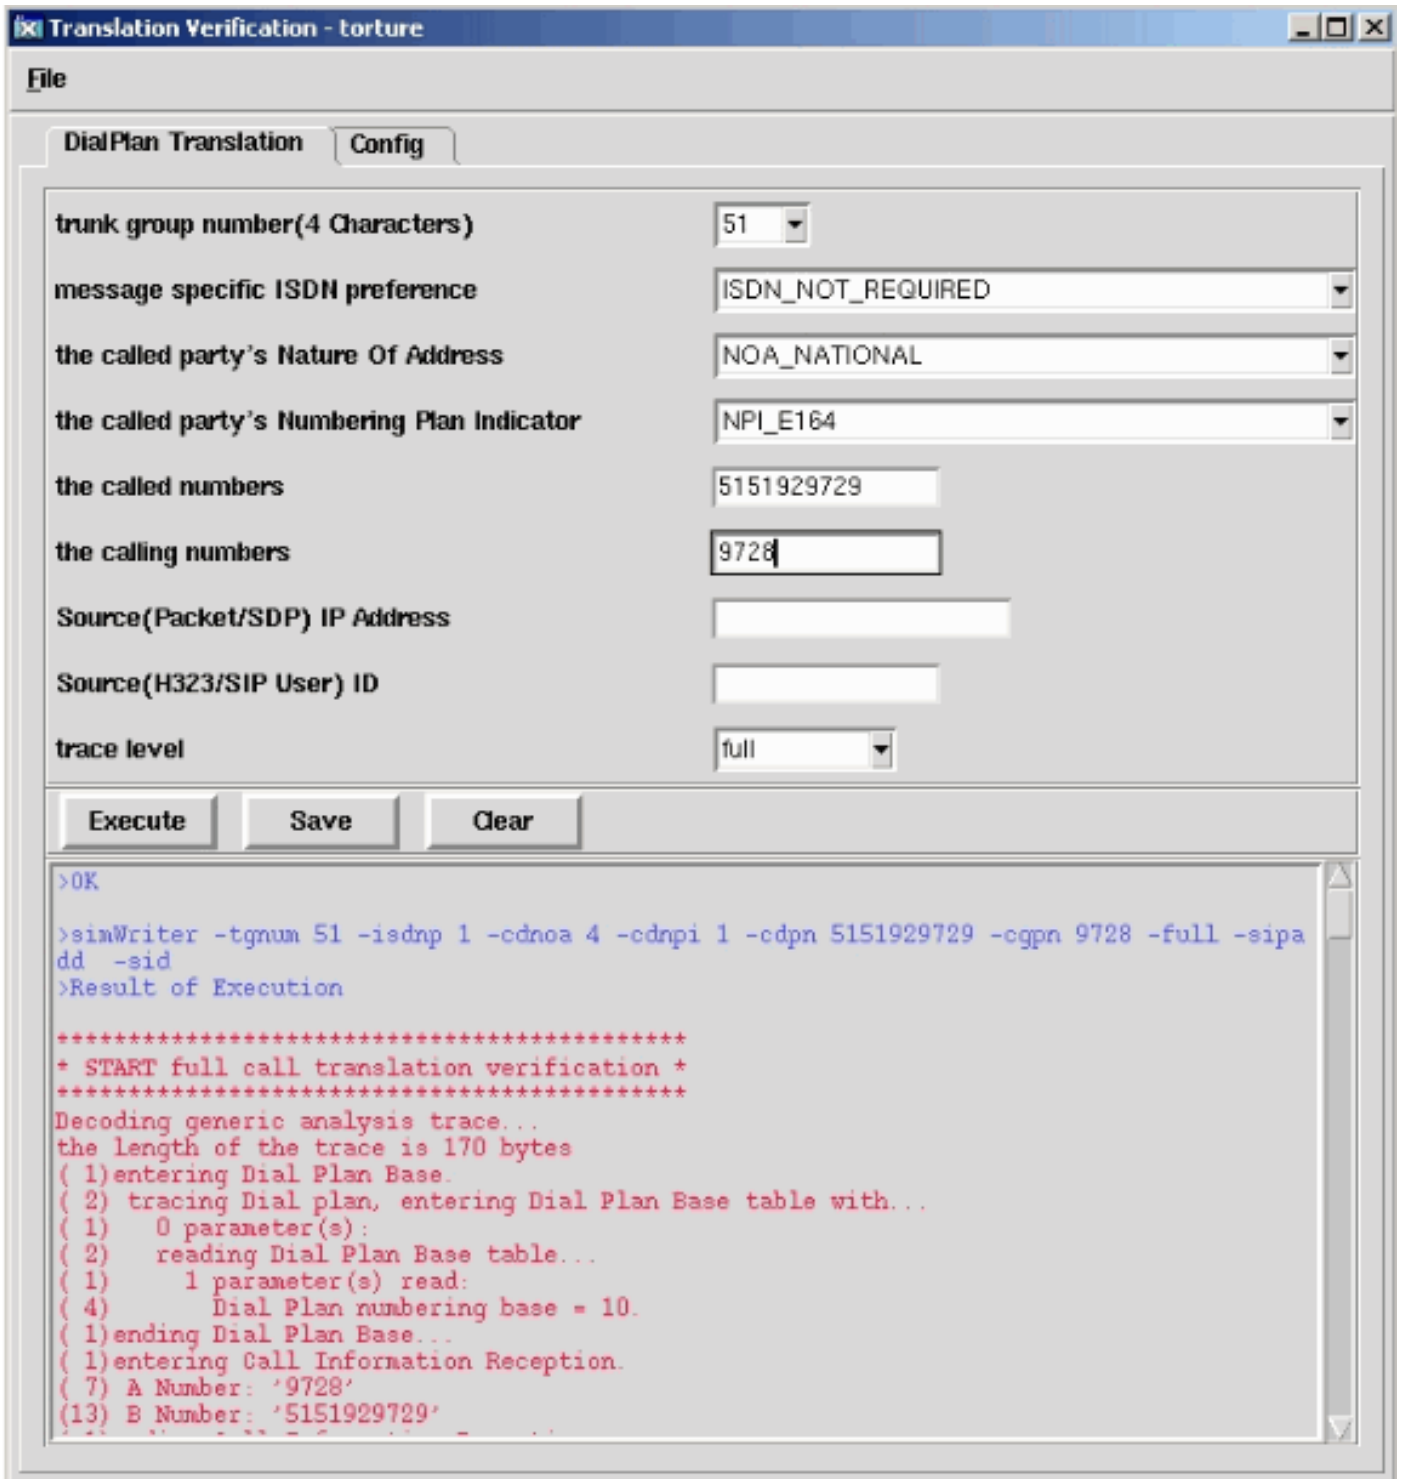 Translation Verification - torture
File
DialPlan Translation Config
trunk group number(4 Characters) 51
message specific ISDN preference ISDN_NOT_REQUIRED
the called party's Nature Of Address NOA_NATIONAL
the called party's Numbering Plan Indicator NPI_E164
the called numbers 5151929729
the calling numbers 9728
Source(Packet/SDP) IP Address
Source(H323/SIP User) ID
trace level full
Execute Save Clear
>OK
>simWriter -tgnum 51 -isdnp 1 -cdnoa 4 -cdnpi 1 -cdpn 5151929729 -cgpn 9728 -full -sipa
dd -sid
>Result of Execution
********************************************
* START full call translation verification *
********************************************
Decoding generic analysis trace...
the length of the trace is 170 bytes
( 1)entering Dial Plan Base.
( 2) tracing Dial plan, entering Dial Plan Base table with...
( 1) 0 parameter(s):
( 2) reading Dial Plan Base table...
( 1) 1 parameter(s) read:
( 4) Dial Plan numbering base = 10.
( 1)ending Dial Plan Base...
( 1)entering Call Information Reception.
( 7) A Number: '9728'
(13) B Number: '5151929729'